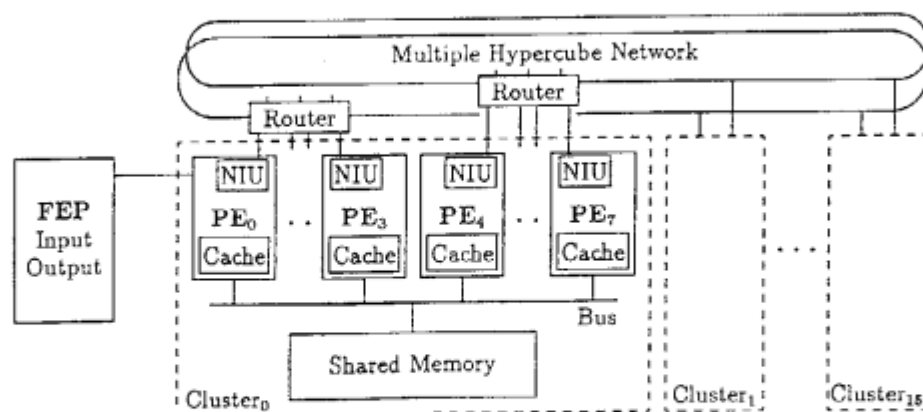 Multiple Hypercube Network
Router
Router
FEP
Input
Output
NIU
PE₀
Cache
NIU
PE₃
Cache
NIU
PE₄
Cache
NIU
PE₇
Cache
Bus
Shared Memory
Cluster₀
Cluster₁
Cluster₁₅